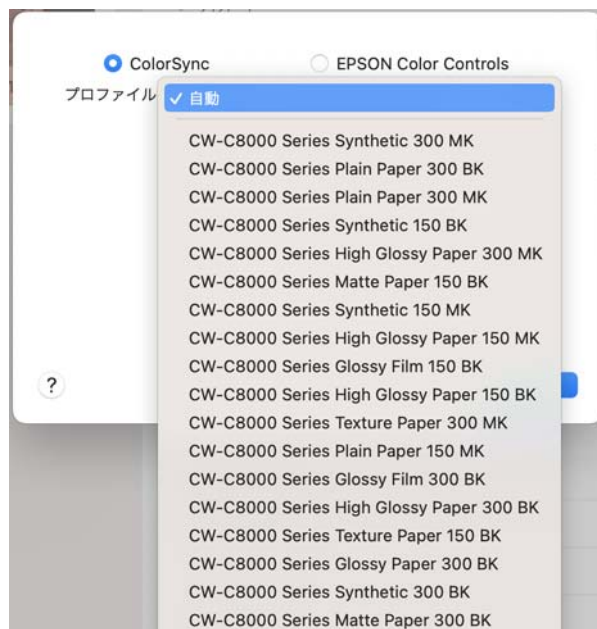 ColorSync EPSON Color Controls
プロファイル ✓ 自動
CW-C8000 Series Synthetic 300 MK
CW-C8000 Series Plain Paper 300 BK
CW-C8000 Series Plain Paper 300 MK
CW-C8000 Series Synthetic 150 BK
CW-C8000 Series High Glossy Paper 300 MK
CW-C8000 Series Matte Paper 150 BK
CW-C8000 Series Synthetic 150 MK
CW-C8000 Series High Glossy Paper 150 MK
CW-C8000 Series Glossy Film 150 BK
CW-C8000 Series High Glossy Paper 150 BK
CW-C8000 Series Texture Paper 300 MK
CW-C8000 Series Plain Paper 150 MK
CW-C8000 Series Glossy Film 300 BK
CW-C8000 Series High Glossy Paper 300 BK
CW-C8000 Series Texture Paper 150 BK
CW-C8000 Series Glossy Paper 300 BK
CW-C8000 Series Synthetic 300 BK
CW-C8000 Series Matte Paper 300 BK
?